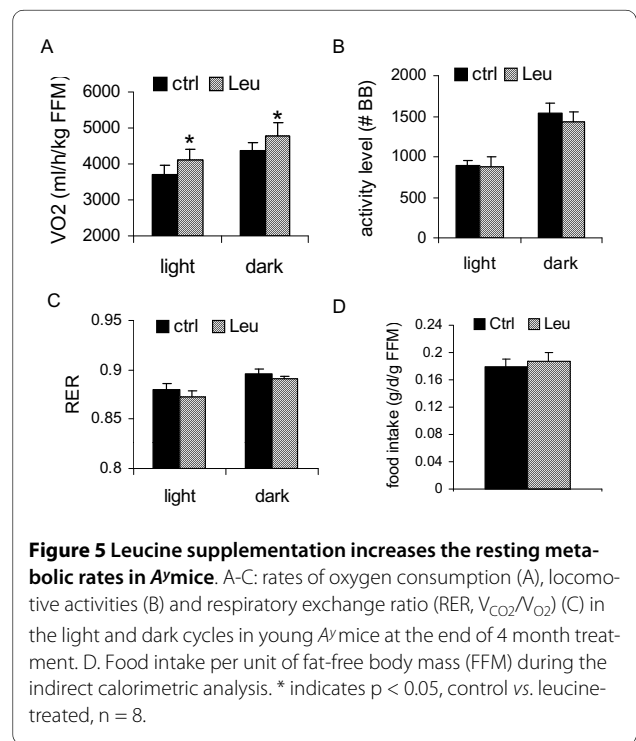 A
ctrl Leu
VO2 (ml/h/kg FFM)
6000
5000
4000
3000
2000
* *
light dark
B
ctrl Leu
activity level (# BB)
2000
1500
1000
500
0
light dark
C
ctrl Leu
RER
0.95
0.9
0.85
0.8
light dark
D
Ctrl Leu
food intake (g/d/g FFM)
0.24
0.2
0.16
0.12
0.08
0.04
0
Figure 5 Leucine supplementation increases the resting meta-
bolic rates in Aʸ mice. A-C: rates of oxygen consumption (A), locomo-
tive activities (B) and respiratory exchange ratio (RER, V_CO2/V_O2) (C) in
the light and dark cycles in young Aʸ mice at the end of 4 month treat-
ment. D. Food intake per unit of fat-free body mass (FFM) during the
indirect calorimetric analysis. * indicates p < 0.05, control vs. leucine-
treated, n = 8.